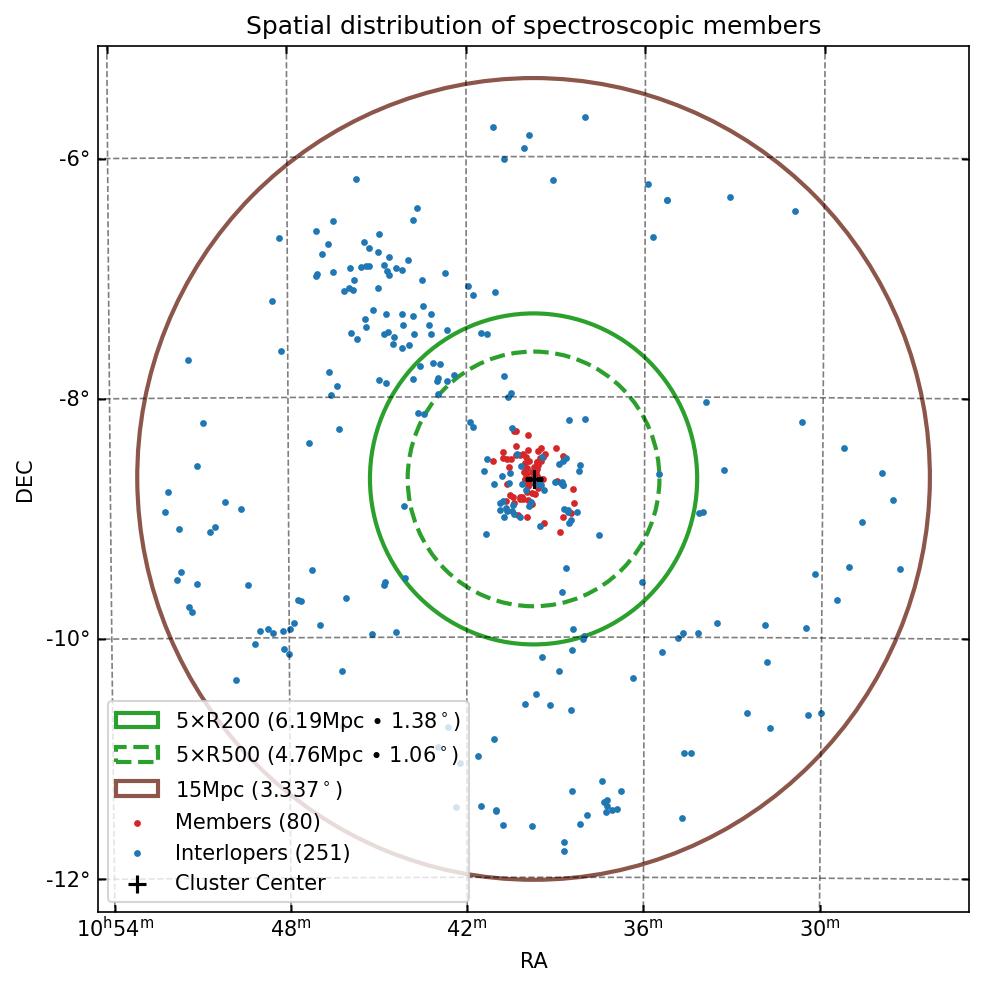 Spatial distribution of spectroscopic members
-6°
-8°
-10°
-12°
DEC
5×R200 (6.19Mpc • 1.38°)
5×R500 (4.76Mpc • 1.06°)
15Mpc (3.337°)
Members (80)
Interlopers (251)
Cluster Center
10h54m 48m 42m 36m 30m
RA